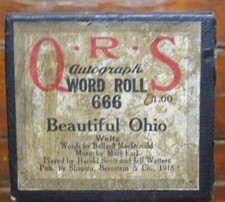 Q·R·S
Autograph
WORD ROLL
666
1.00
Beautiful Ohio
Waltz
Words by Ballard MacDonald
Music by Mary Earl
Played by Harold Scott and Jeff Watters
Pub. by Shapiro, Bernstein & Co., 1918